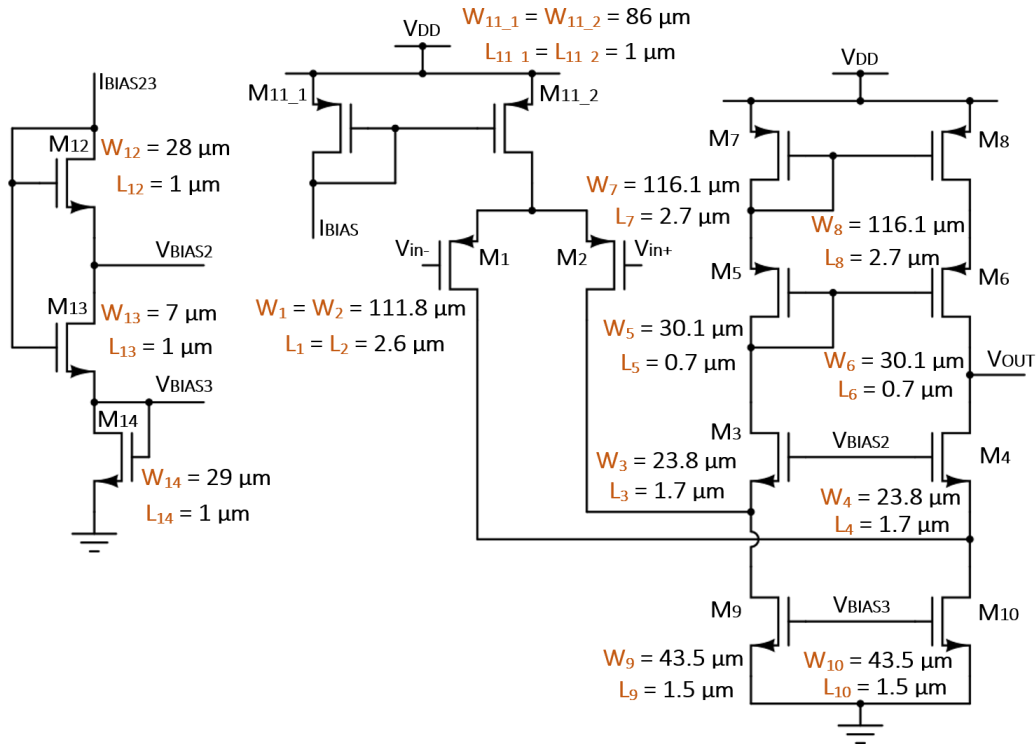 W11_1 = W11_2 = 86 µm
L11_1 = L11_2 = 1 µm
VDD
VDD
IBIAS23
M11_1
M11_2
M12
W12 = 28 µm
L12 = 1 µm
M7
M8
W7 = 116.1 µm
L7 = 2.7 µm
W8 = 116.1 µm
L8 = 2.7 µm
IBIAS
Vin-
M1
M2
Vin+
VBIAS2
M5
M6
M13
W13 = 7 µm
L13 = 1 µm
W1 = W2 = 111.8 µm
L1 = L2 = 2.6 µm
W5 = 30.1 µm
L5 = 0.7 µm
W6 = 30.1 µm
L6 = 0.7 µm
VOUT
VBIAS3
M14
W14 = 29 µm
L14 = 1 µm
M3
VBIAS2
M4
W3 = 23.8 µm
L3 = 1.7 µm
W4 = 23.8 µm
L4 = 1.7 µm
M9
VBIAS3
M10
W9 = 43.5 µm
L9 = 1.5 µm
W10 = 43.5 µm
L10 = 1.5 µm